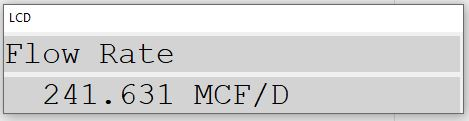 LCD
Flow Rate
241.631 MCF/D